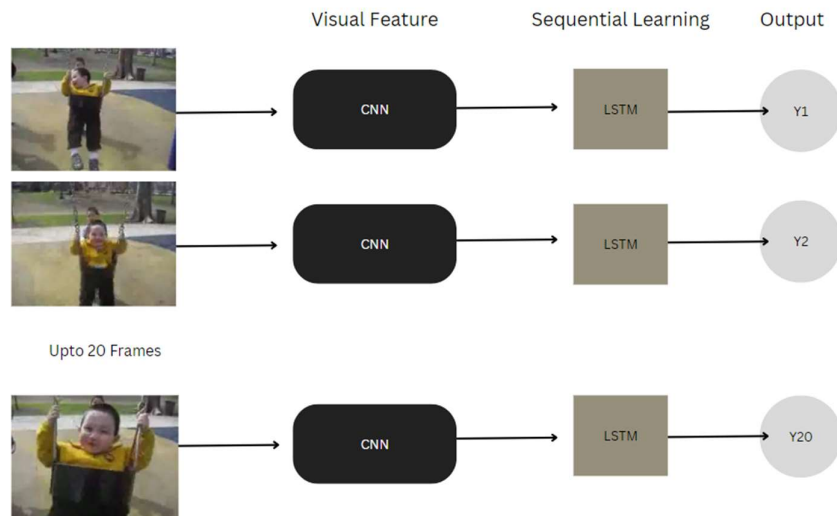 Visual Feature Sequential Learning Output
CNN LSTM Y1
CNN LSTM Y2
Upto 20 Frames
CNN LSTM Y20